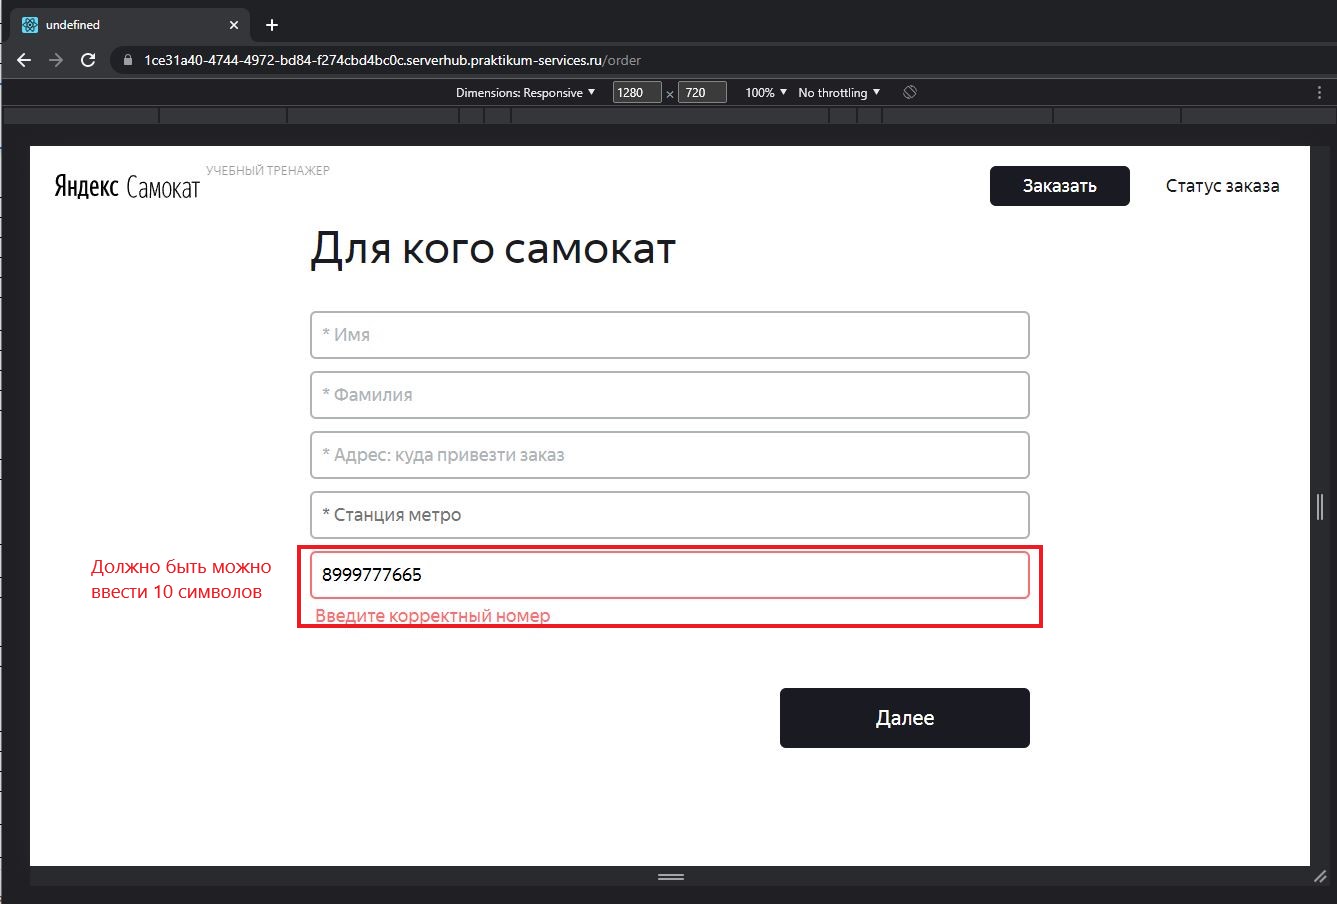 undefined
1ce31a40-4744-4972-bd84-f274cbd4bc0c.serverhub.praktikum-services.ru/order
Dimensions: Responsive 1280 x 720 100% No throttling
Яндекс Самокат УЧЕБНЫЙ ТРЕНАЖЕР Заказать Статус заказа
Для кого самокат
* Имя
* Фамилия
* Адрес: куда привезти заказ
* Станция метро
Должно быть можно
ввести 10 символов
8999777665
Введите корректный номер
Далее